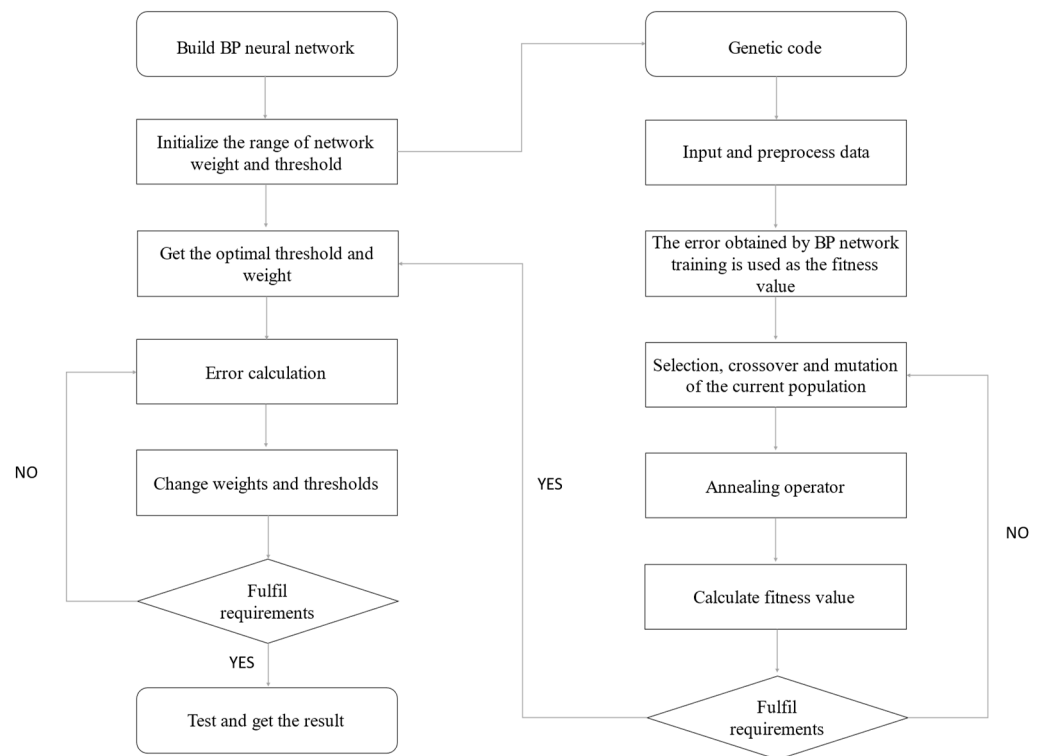 Build BP neural network
Initialize the range of network
weight and threshold
Get the optimal threshold and
weight
Error calculation
NO
Change weights and thresholds
Fulfil
requirements
YES
Test and get the result
Genetic code
Input and preprocess data
The error obtained by BP network
training is used as the fitness
value
Selection, crossover and mutation
of the current population
YES
Annealing operator
NO
Calculate fitness value
Fulfil
requirements